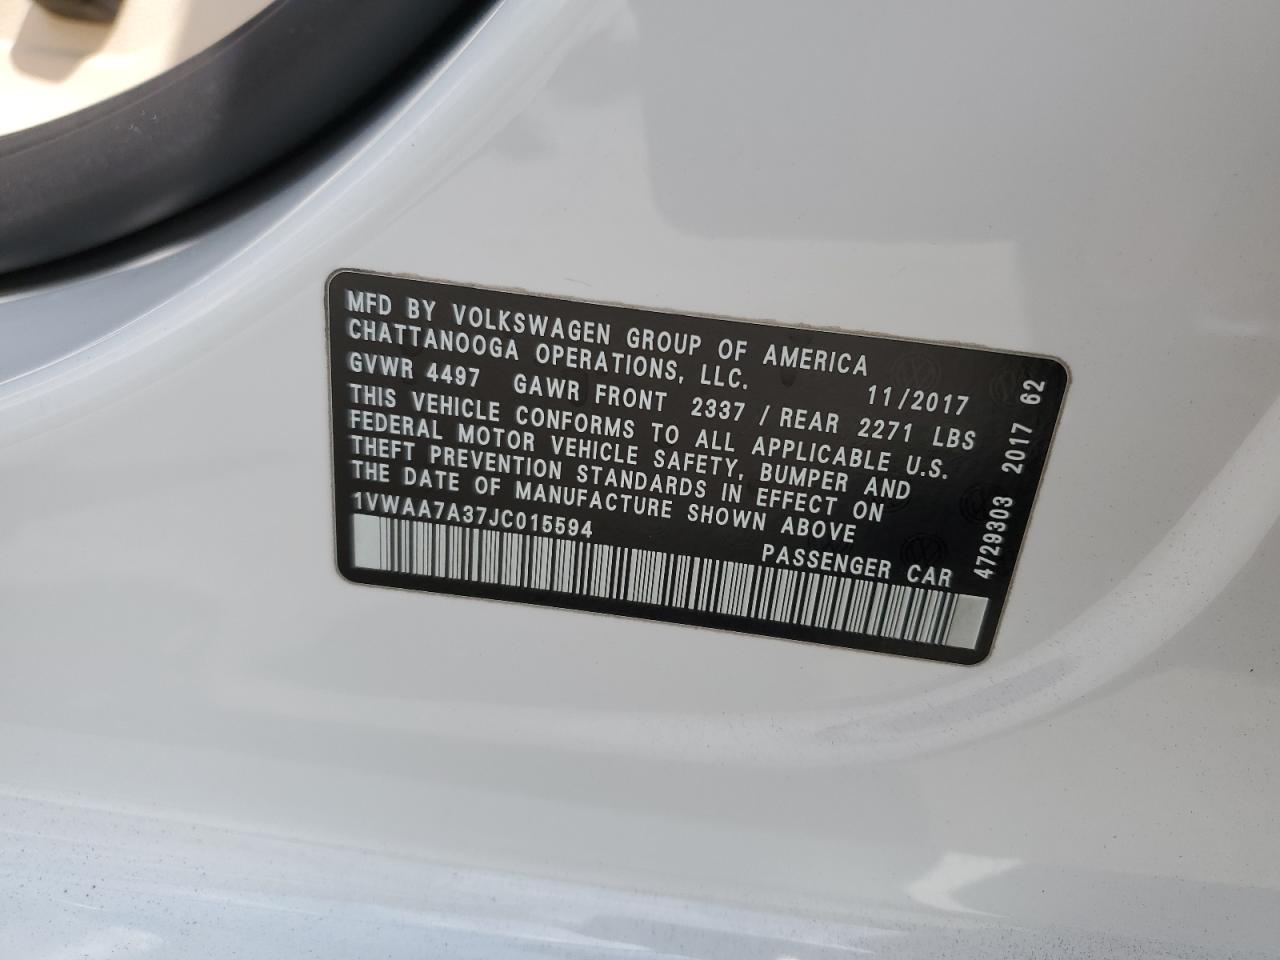 MFD BY VOLKSWAGEN GROUP OF AMERICA
CHATTANOOGA OPERATIONS, LLC. 11/2017
GVWR 4497 GAWR FRONT 2337 / REAR 2271 LBS
THIS VEHICLE CONFORMS TO ALL APPLICABLE U.S.
FEDERAL MOTOR VEHICLE SAFETY, BUMPER AND
THEFT PREVENTION STANDARDS IN EFFECT ON
THE DATE OF MANUFACTURE SHOWN ABOVE
1VWAA7A37JC015594 PASSENGER CAR
4729303 2017 62